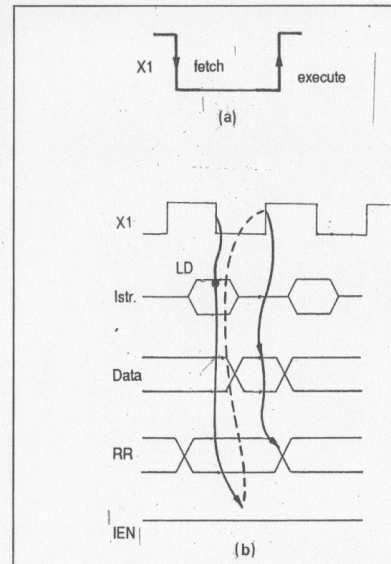 X1
fetch
execute
(a)
X1
LD
Istr.
Data
RR
IEN
(b)